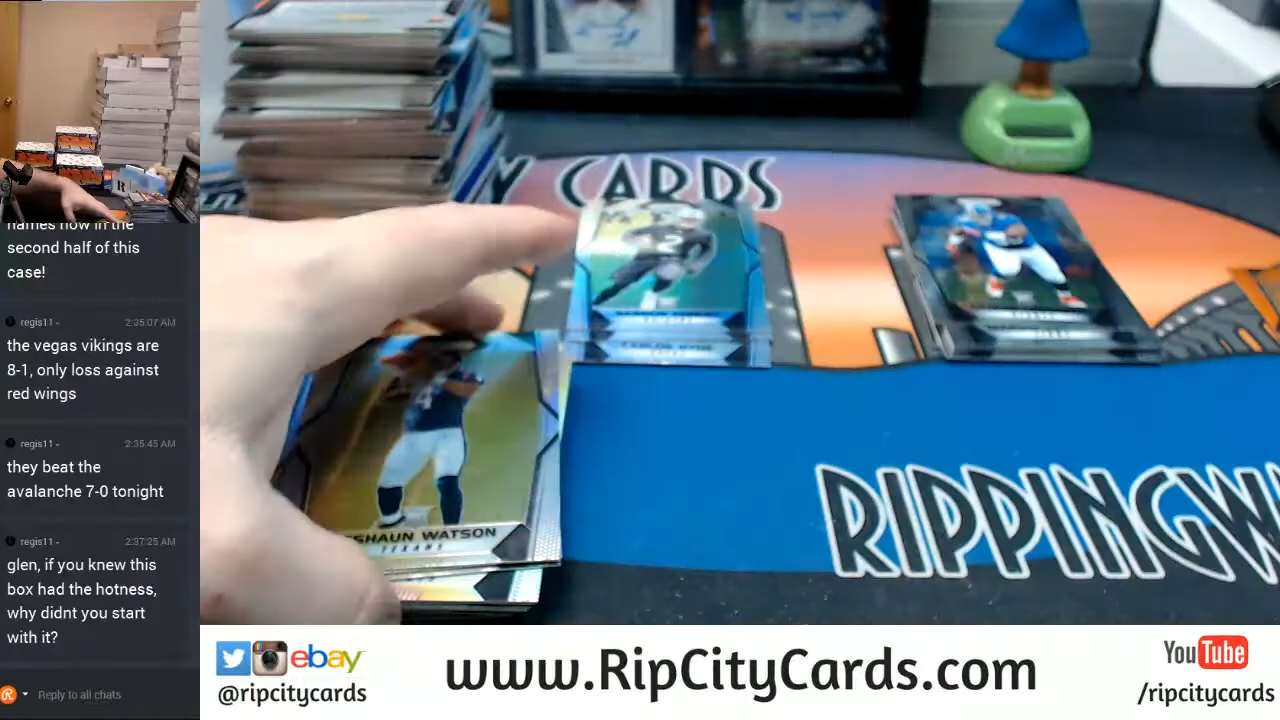 names now in the
second half of this
case!
regis11 -
2:35:07 AM
the vegas vikings are
8-1, only loss against
red wings
regis11 -
2:35:45 AM
they beat the
avalanche 7-0 tonight
regis11 -
2:37:25 AM
glen, if you knew this
box had the hotness,
why didnt you start
with it?
Reply to all chats
Y CARDS
RIPPINGW
SHAUN WATSON
TEXANS
ebay
@ripcitycards
www.RipCityCards.com
YouTube
/ripcitycards